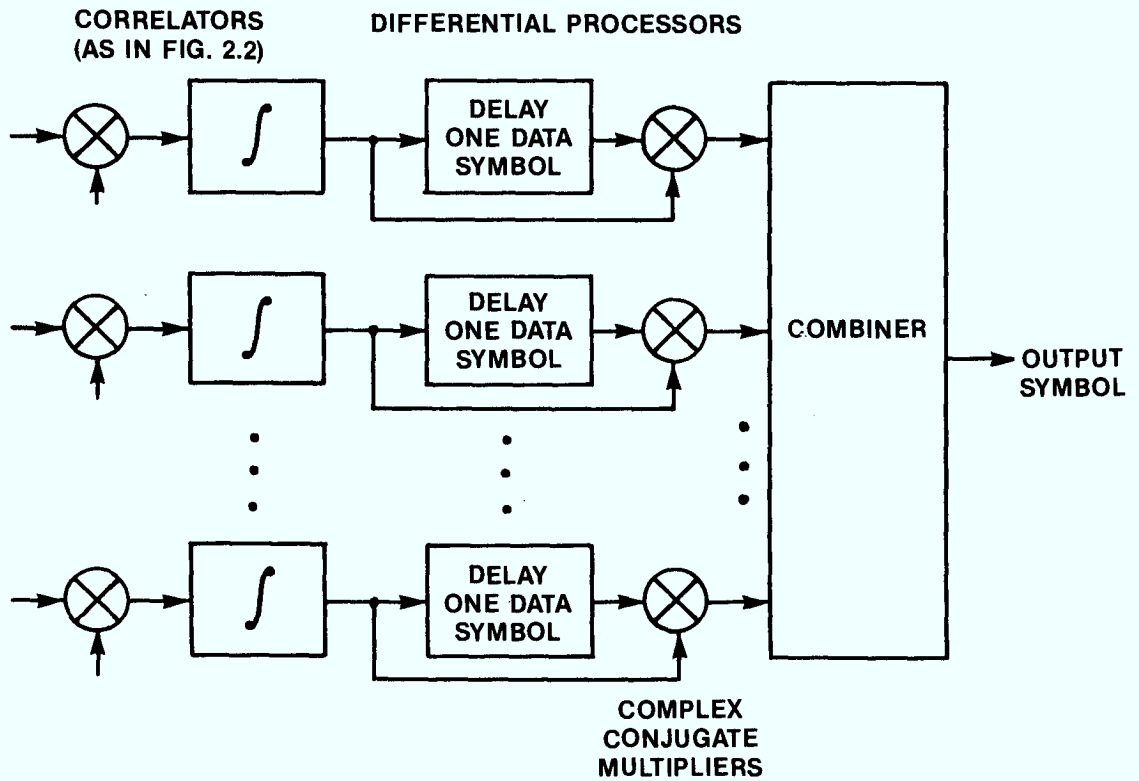 CORRELATORS
(AS IN FIG. 2.2)
DIFFERENTIAL PROCESSORS
∫
DELAY
ONE DATA
SYMBOL
∫
DELAY
ONE DATA
SYMBOL
COMBINER
OUTPUT
SYMBOL
∫
DELAY
ONE DATA
SYMBOL
COMPLEX
CONJUGATE
MULTIPLIERS